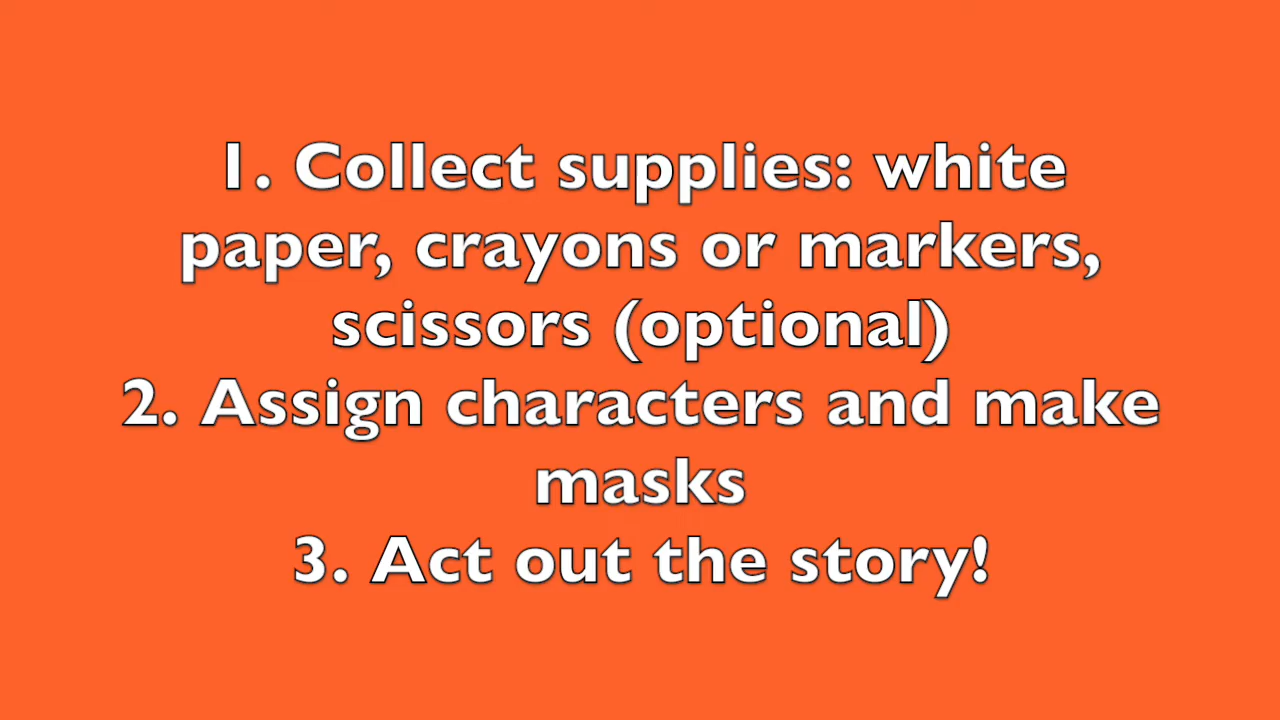 1. Collect supplies: white
paper, crayons or markers,
scissors (optional)
2. Assign characters and make
masks
3. Act out the story!